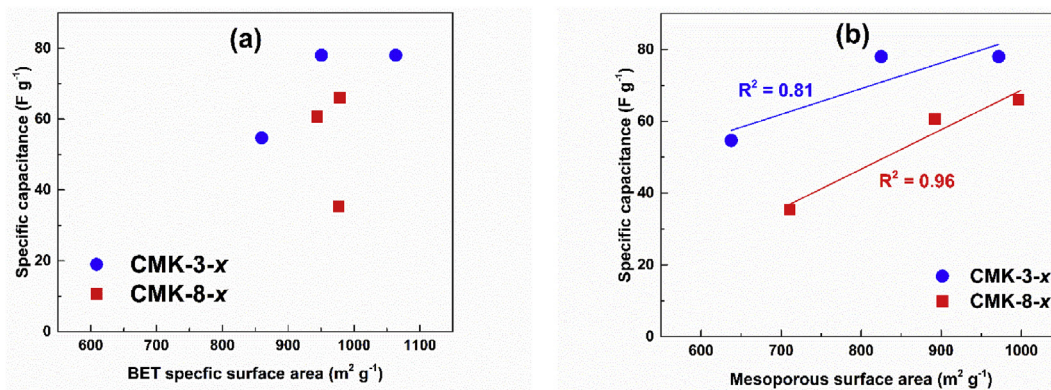 (a)
Specific capacitance (F g⁻¹)
80
60
40
20
0
CMK-3-x
CMK-8-x
600 700 800 900 1000 1100
BET specfic surface area (m² g⁻¹)
(b)
Specific capacitance (F g⁻¹)
80
60
40
20
0
R² = 0.81
R² = 0.96
CMK-3-x
CMK-8-x
600 700 800 900 1000
Mesoporous surface area (m² g⁻¹)